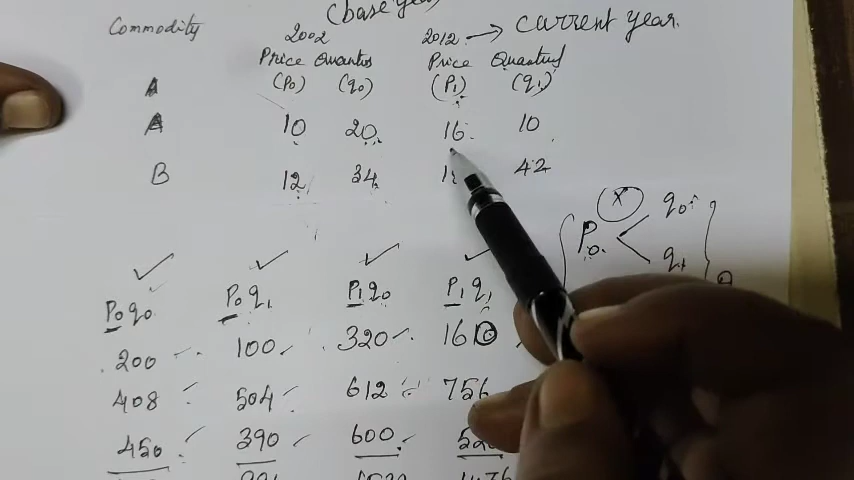 (base year
Commodity 2002 2012 → current year.
Price Quantity Price Quantity
(P0) (q0) (P1) (q1)
A
A 10 20 16 10
B 12 34 42
X
P0 q0
q1
P0q0 P0q1 P1q0 P1q1
200 100 320 160
408 504 612 756
450 390 600